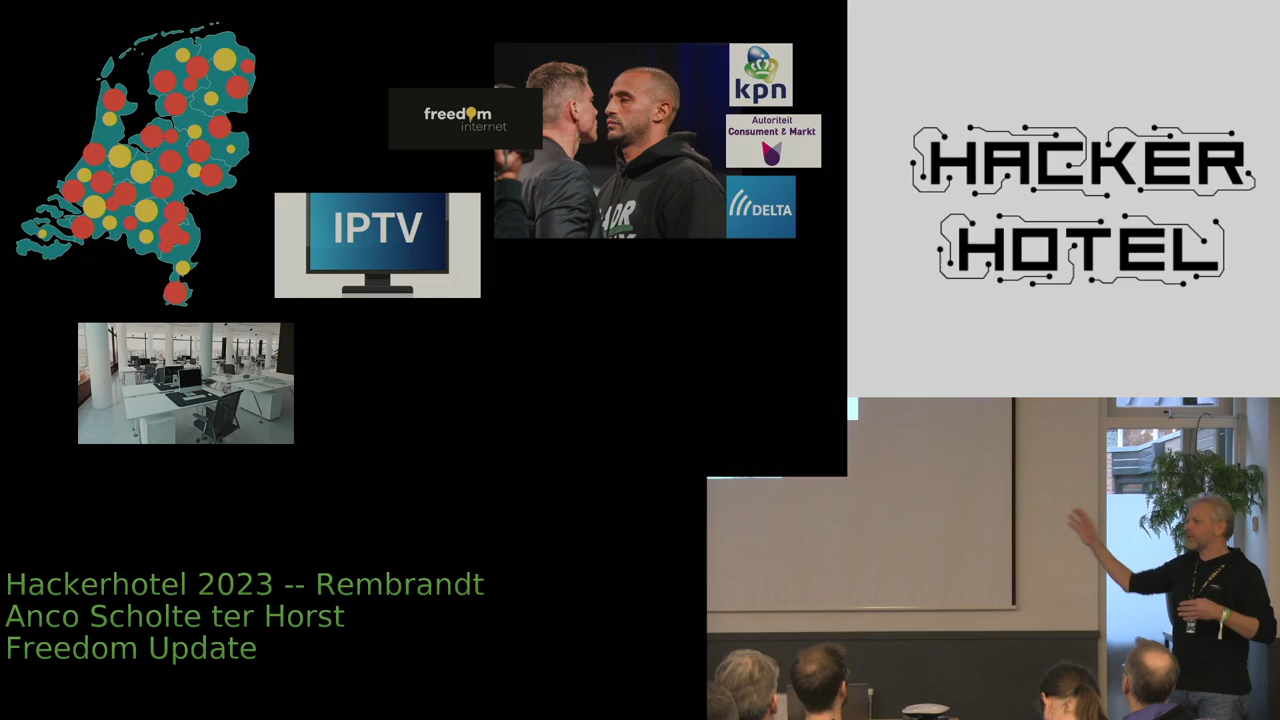 freedom
internet
kpn
Autoriteit
Consument & Markt
DELTA
IPTV
HACKER
HOTEL
Hackerhotel 2023 -- Rembrandt
Anco Scholte ter Horst
Freedom Update